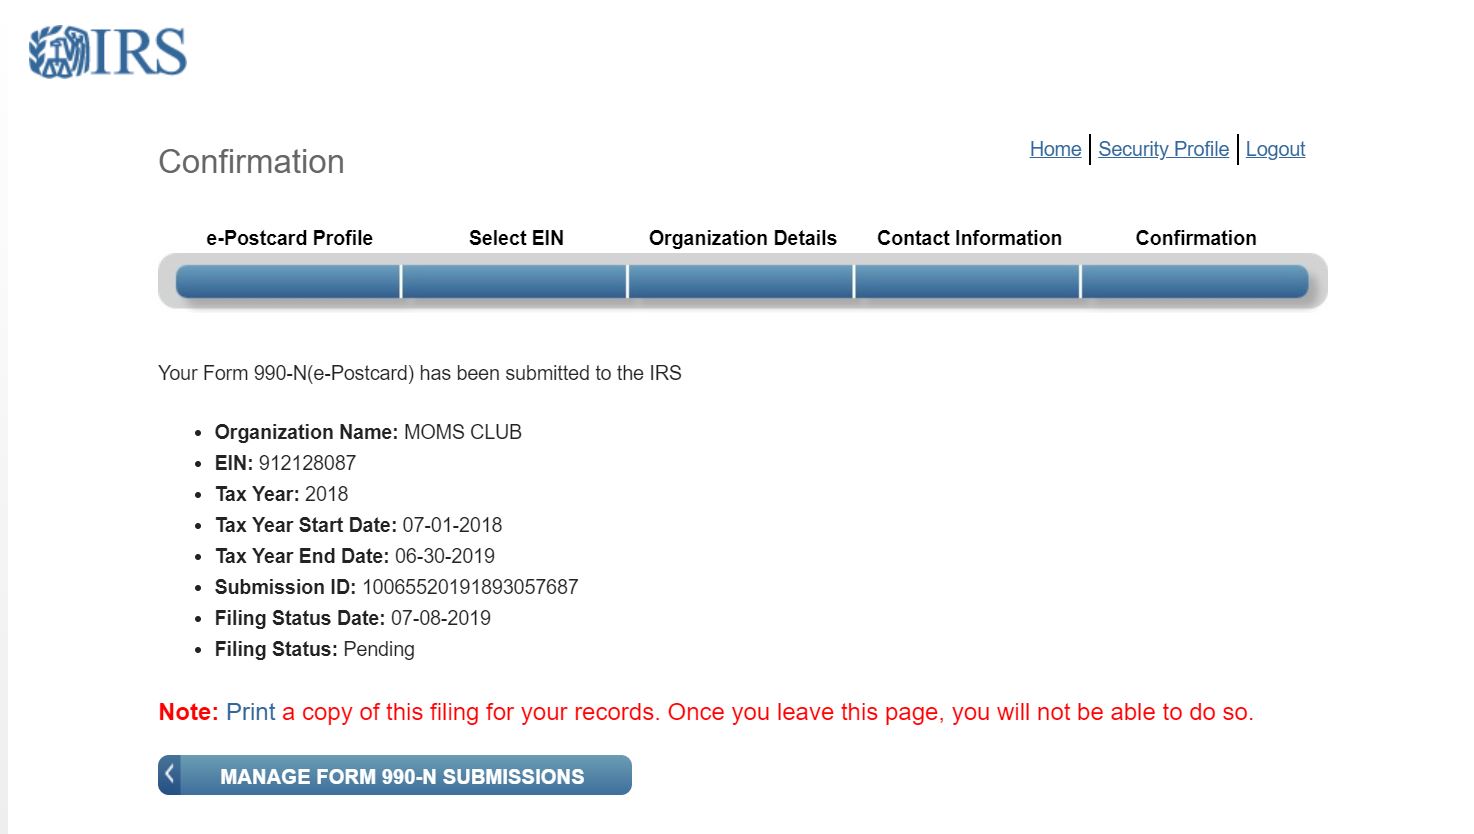 IRS
Confirmation
Home | Security Profile | Logout
e-Postcard Profile Select EIN Organization Details Contact Information Confirmation
Your Form 990-N(e-Postcard) has been submitted to the IRS
• Organization Name: MOMS CLUB
• EIN: 912128087
• Tax Year: 2018
• Tax Year Start Date: 07-01-2018
• Tax Year End Date: 06-30-2019
• Submission ID: 10065520191893057687
• Filing Status Date: 07-08-2019
• Filing Status: Pending
Note: Print a copy of this filing for your records. Once you leave this page, you will not be able to do so.
MANAGE FORM 990-N SUBMISSIONS